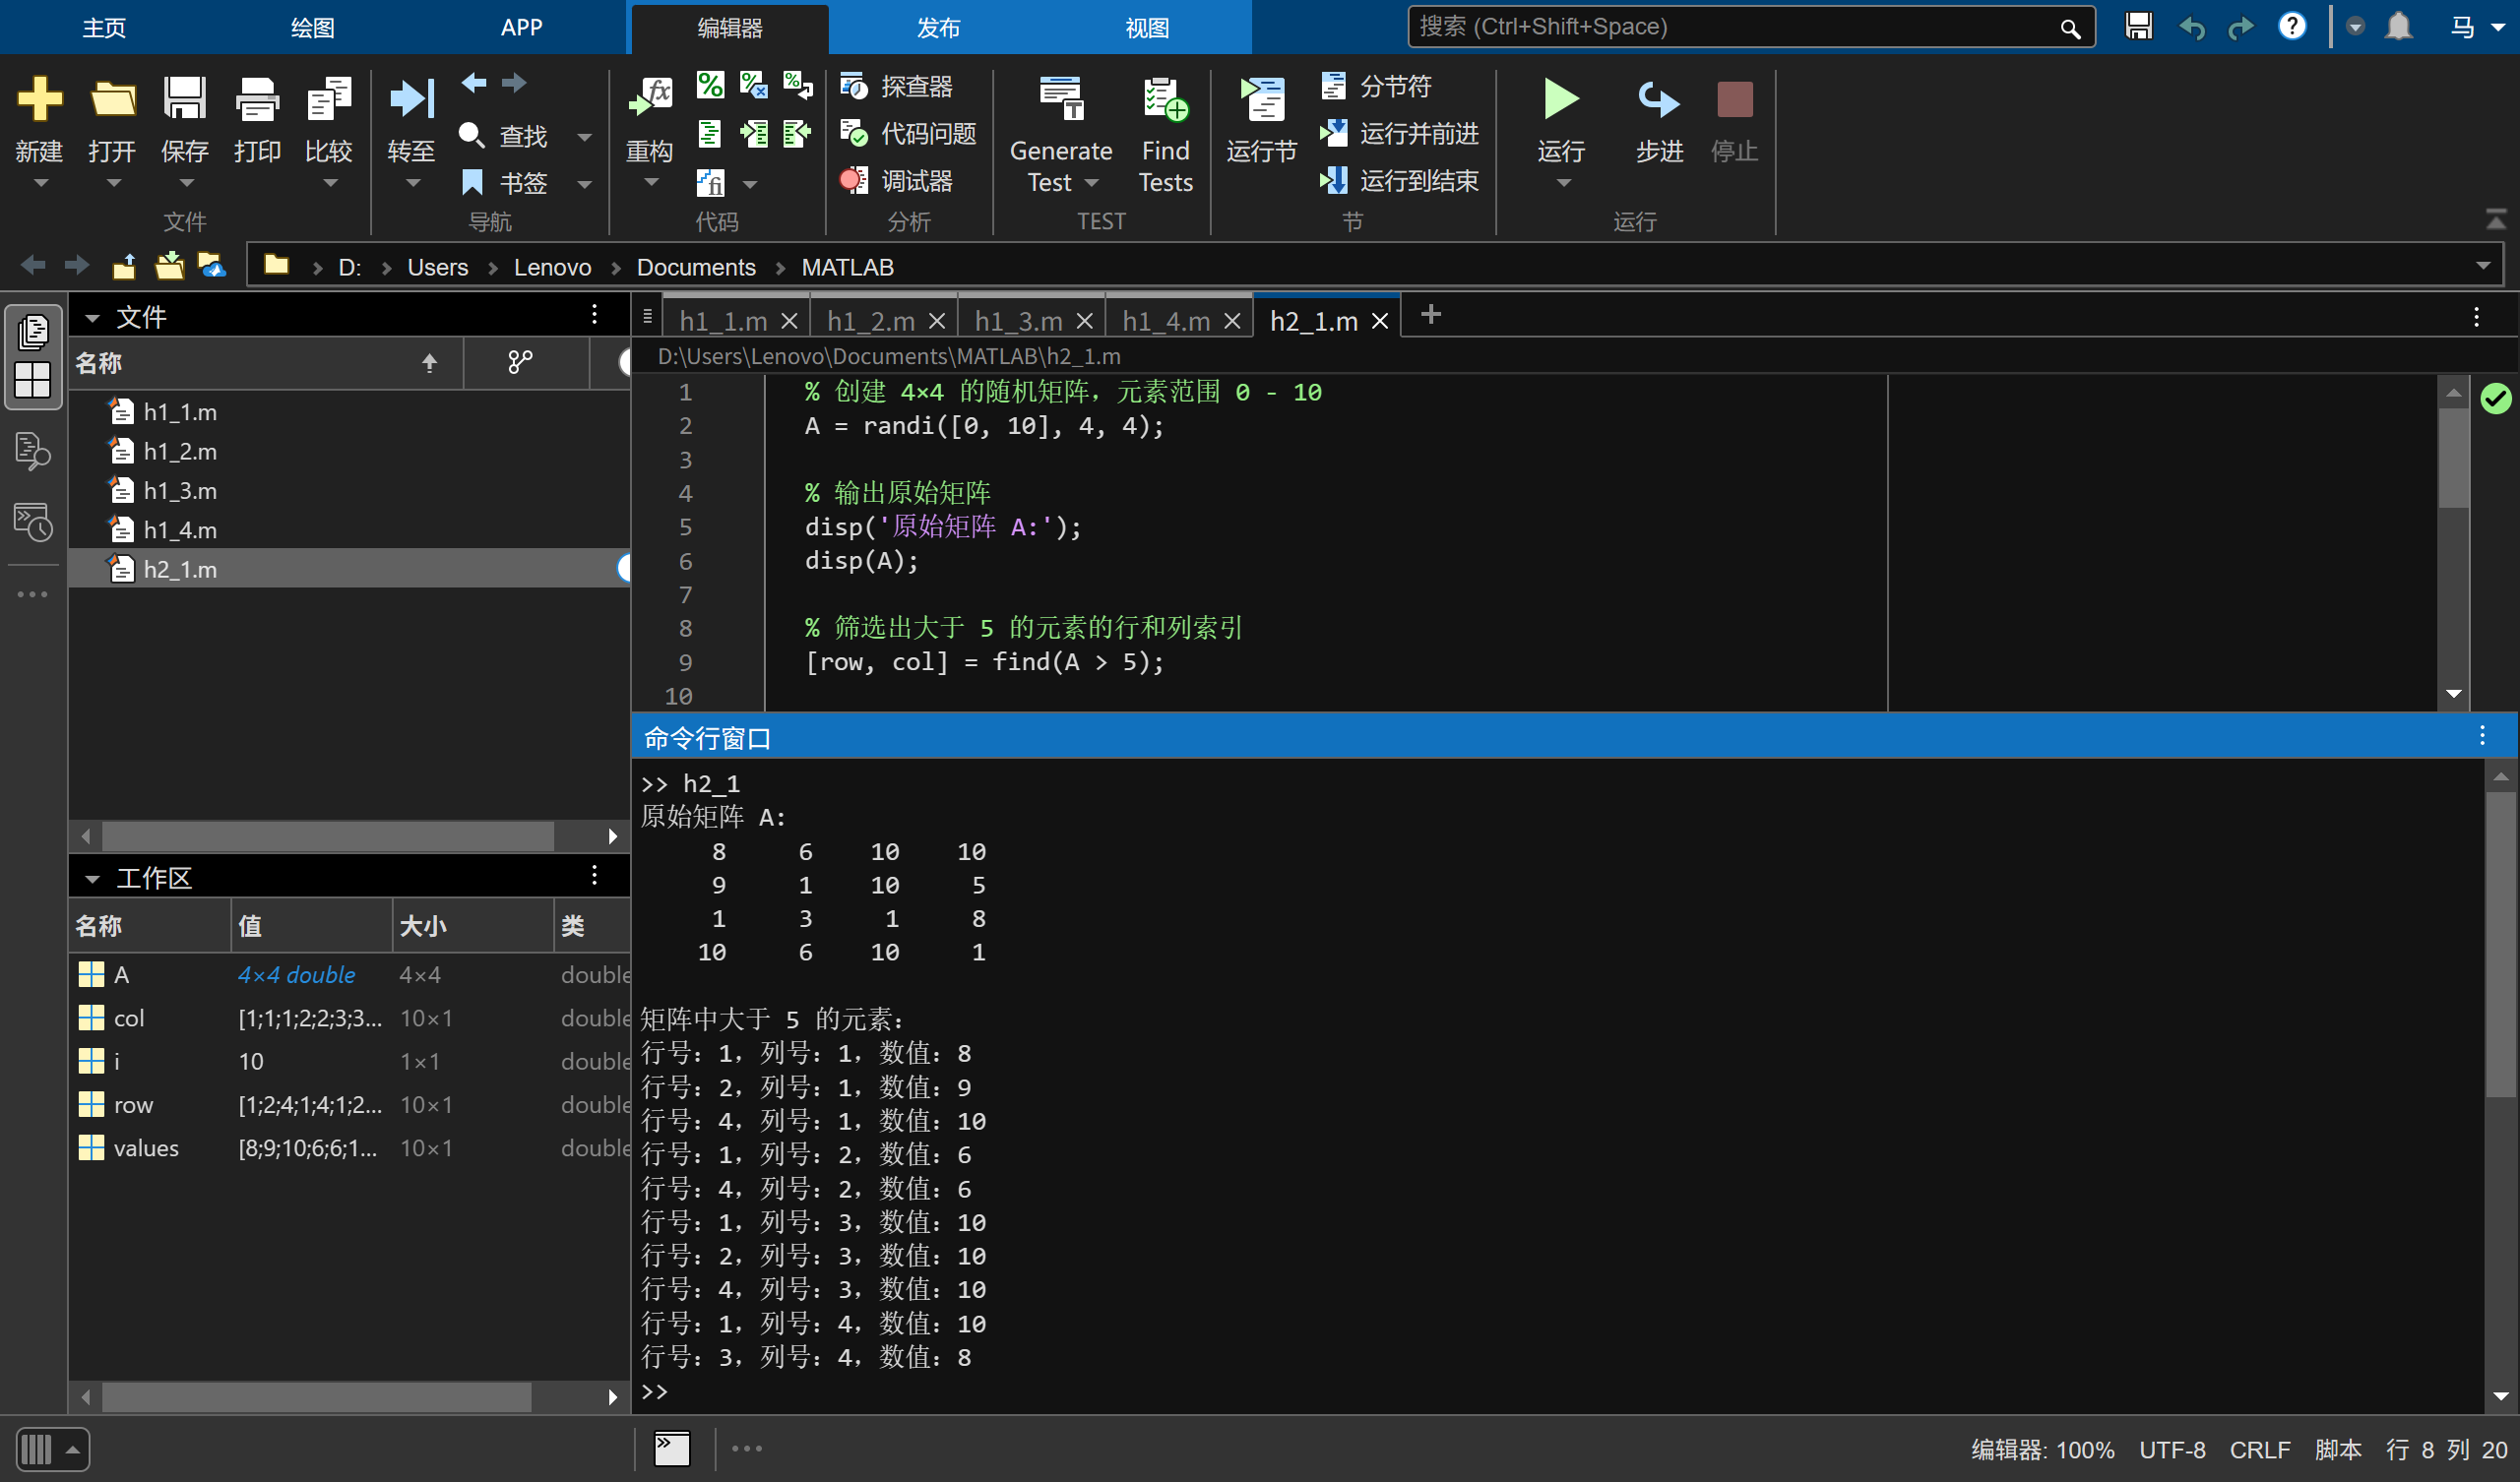 主页 绘图 APP 编辑器 发布 视图 搜索 (Ctrl+Shift+Space) 马
新建 打开 保存 打印 比较 转至 查找 书签 重构 探查器 代码问题 调试器 Generate Test Find Tests 运行节 分节符 运行并前进 运行到结束 运行 步进 停止
文件 导航 代码 分析 TEST 节 运行
D: Users Lenovo Documents MATLAB
文件
名称
h1_1.m
h1_2.m
h1_3.m
h1_4.m
h2_1.m
工作区
名称 值 大小 类
A 4×4 double 4×4 double
col [1;1;1;2;2;3;3... 10×1 double
i 10 1×1 double
row [1;2;4;1;4;1;2... 10×1 double
values [8;9;10;6;6;1... 10×1 double
h1_1.m h1_2.m h1_3.m h1_4.m h2_1.m
D:\Users\Lenovo\Documents\MATLAB\h2_1.m
1 % 创建 4×4 的随机矩阵，元素范围 0 - 10
2 A = randi([0, 10], 4, 4);
3
4 % 输出原始矩阵
5 disp('原始矩阵 A:');
6 disp(A);
7
8 % 筛选出大于 5 的元素的行和列索引
9 [row, col] = find(A > 5);
10
命令行窗口
>> h2_1
原始矩阵 A:
8 6 10 10
9 1 10 5
1 3 1 8
10 6 10 1
矩阵中大于 5 的元素：
行号：1，列号：1，数值：8
行号：2，列号：1，数值：9
行号：4，列号：1，数值：10
行号：1，列号：2，数值：6
行号：4，列号：2，数值：6
行号：1，列号：3，数值：10
行号：2，列号：3，数值：10
行号：4，列号：3，数值：10
行号：1，列号：4，数值：10
行号：3，列号：4，数值：8
>>
编辑器: 100% UTF-8 CRLF 脚本 行 8 列 20